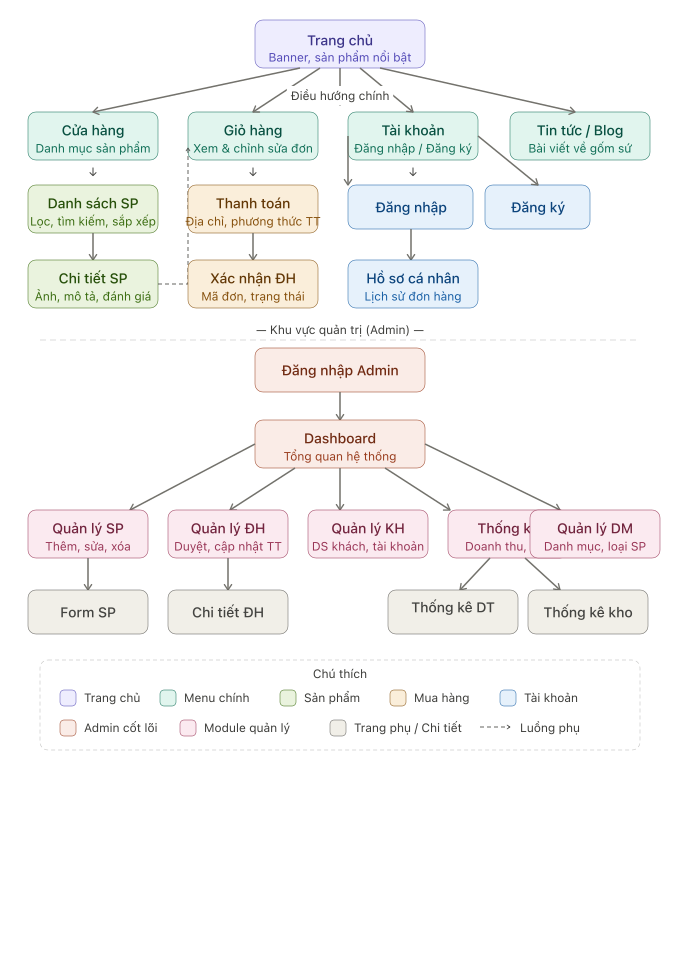 Trang chủ
Banner, sản phẩm nổi bật
Điều hướng chính
Cửa hàng
Danh mục sản phẩm
Giỏ hàng
Xem & chỉnh sửa đơn
Tài khoản
Đăng nhập / Đăng ký
Tin tức / Blog
Bài viết về gốm sứ
Danh sách SP
Lọc, tìm kiếm, sắp xếp
Thanh toán
Địa chỉ, phương thức TT
Đăng nhập
Đăng ký
Chi tiết SP
Ảnh, mô tả, đánh giá
Xác nhận ĐH
Mã đơn, trạng thái
Hồ sơ cá nhân
Lịch sử đơn hàng
— Khu vực quản trị (Admin) —
Đăng nhập Admin
Dashboard
Tổng quan hệ thống
Quản lý SP
Thêm, sửa, xóa
Quản lý ĐH
Duyệt, cập nhật TT
Quản lý KH
DS khách, tài khoản
Thống k
Doanh thu,
Quản lý DM
Danh mục, loại SP
Form SP
Chi tiết ĐH
Thống kê DT
Thống kê kho
Chú thích
Trang chủ
Menu chính
Sản phẩm
Mua hàng
Tài khoản
Admin cốt lõi
Module quản lý
Trang phụ / Chi tiết
Luồng phụ